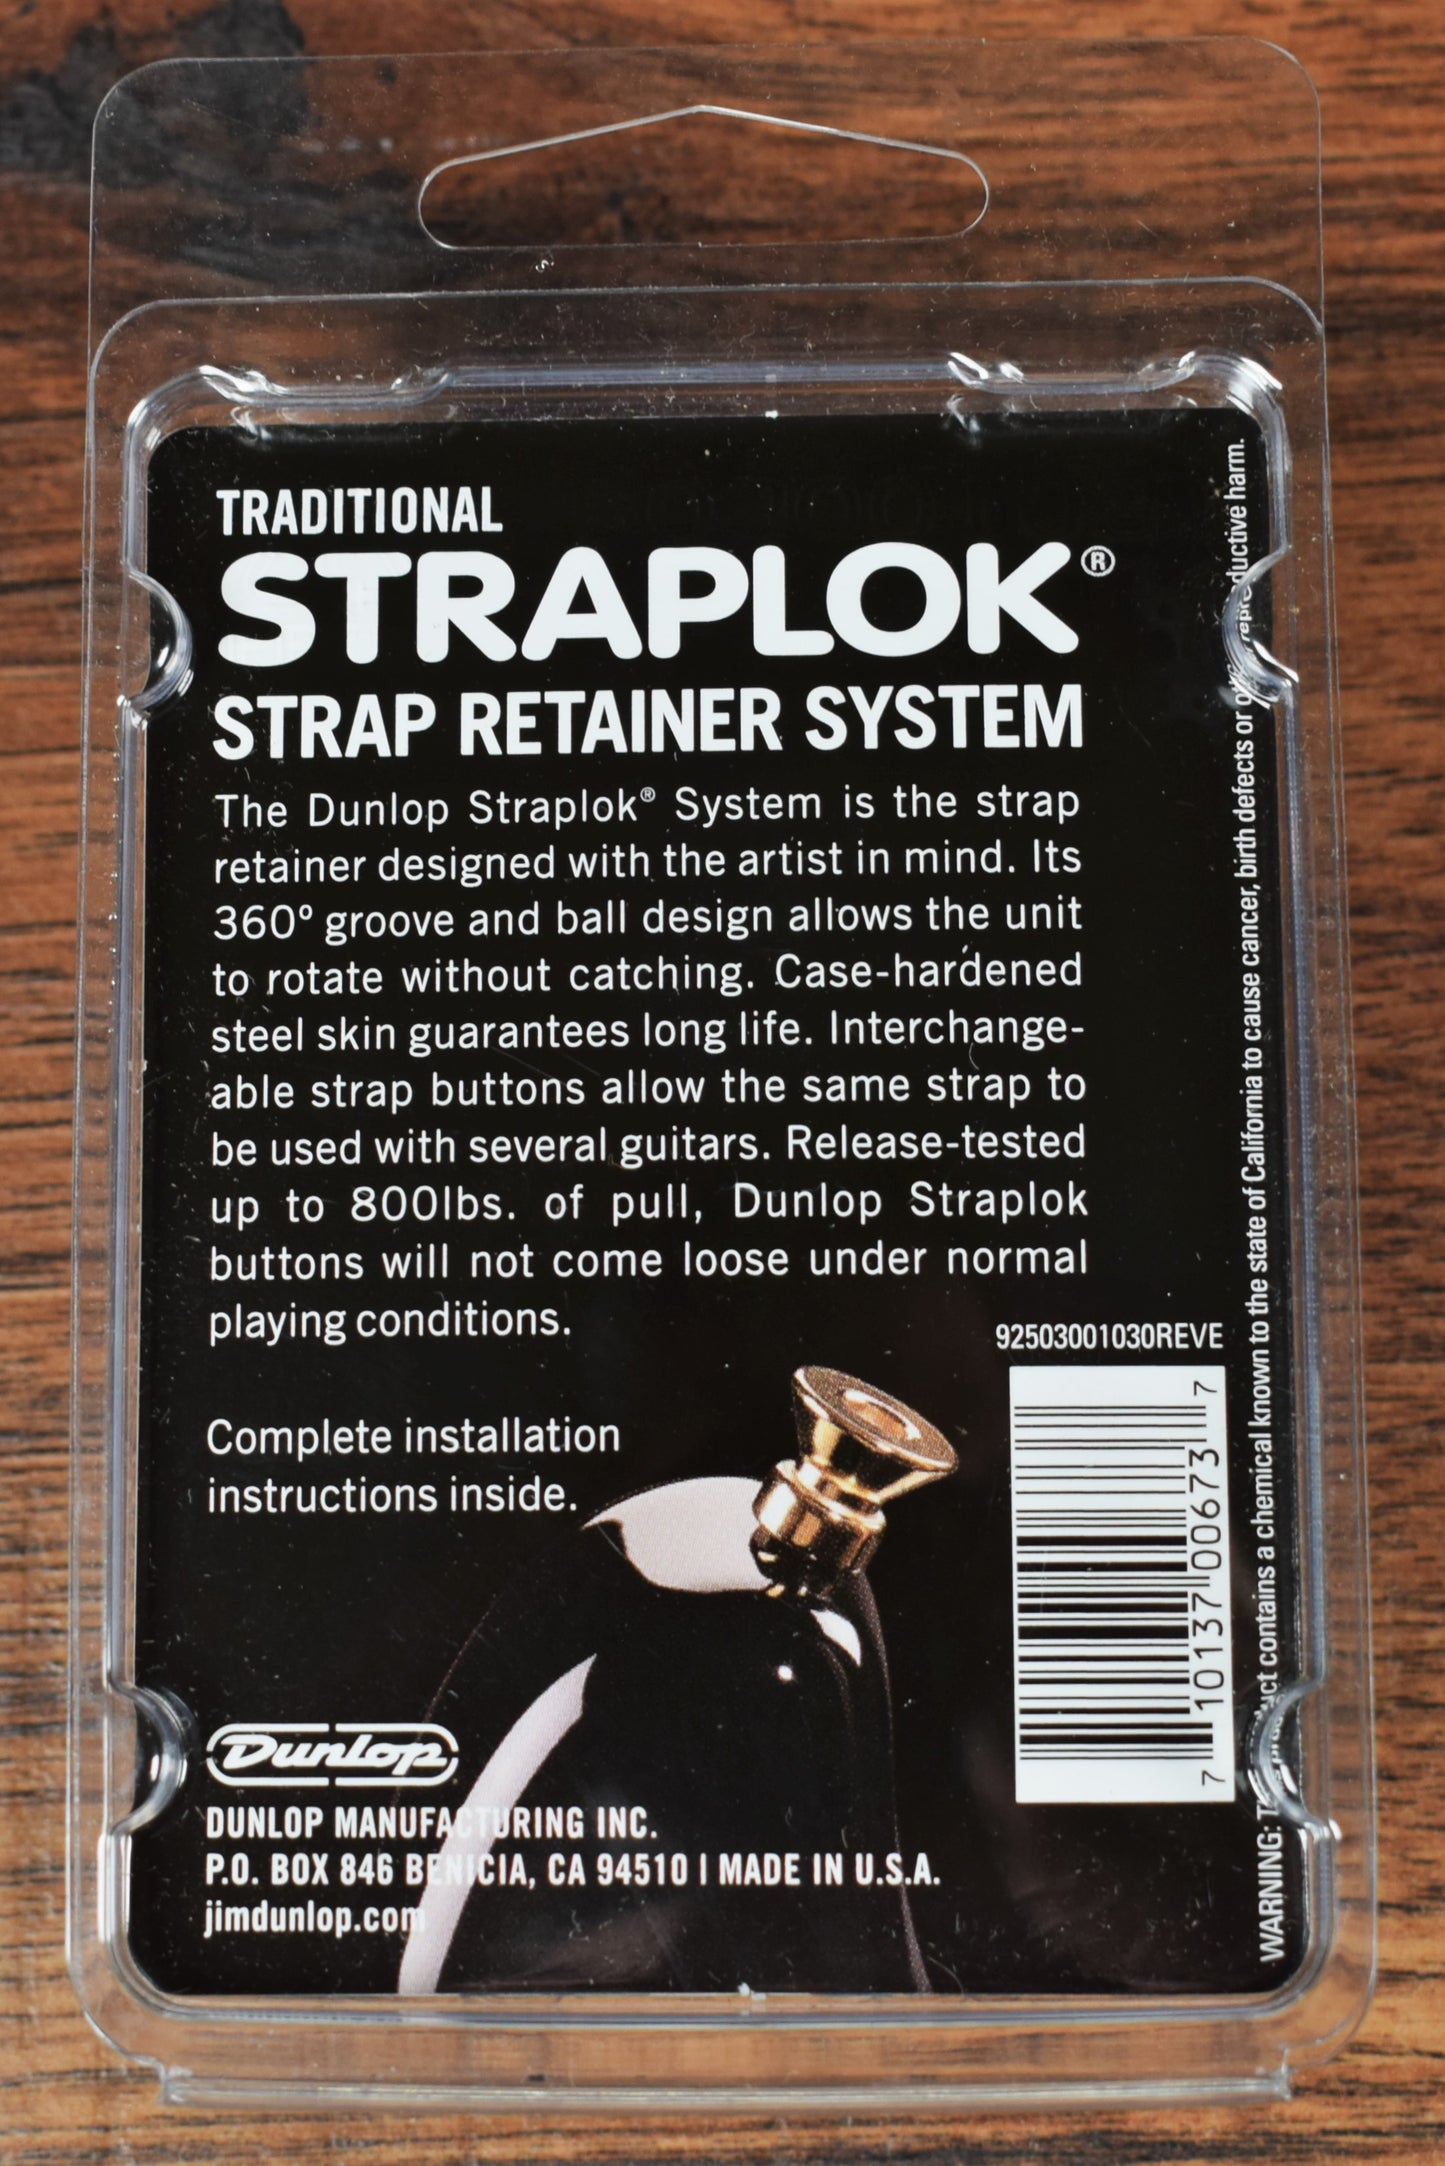 TRADITIONAL
STRAPLOK®
STRAP RETAINER SYSTEM
The Dunlop Straplok® System is the strap
retainer designed with the artist in mind. Its
360º groove and ball design allows the unit
to rotate without catching. Case-hardened
steel skin guarantees long life. Interchange-
able strap buttons allow the same strap to
be used with several guitars. Release-tested
up to 800lbs. of pull, Dunlop Straplok
buttons will not come loose under normal
playing conditions.
Complete installation
instructions inside.
92503001030REVE
7 10137 00673 7
Dunlop
DUNLOP MANUFACTURING INC.
P.O. BOX 846 BENICIA, CA 94510 | MADE IN U.S.A.
jimdunlop.com
WARNING: This product contains a chemical known to the state of California to cause cancer, birth defects or other reproductive harm.